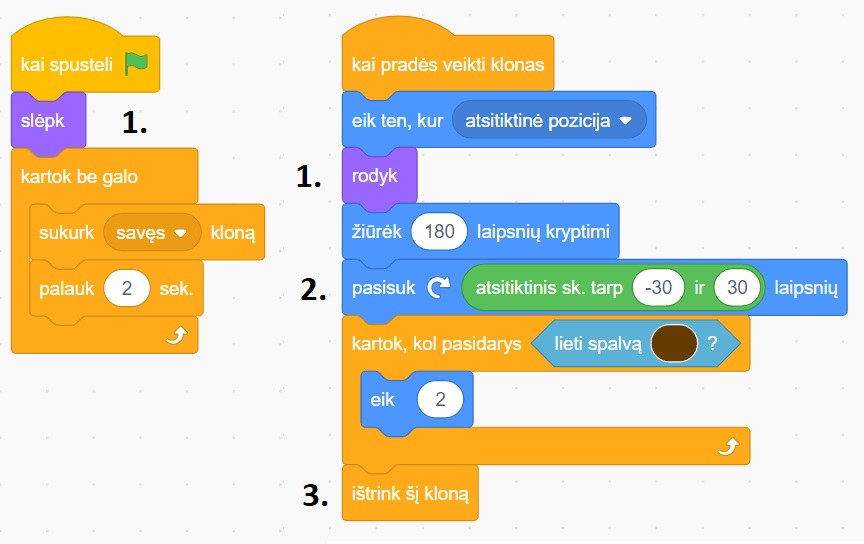 kai spusteli
slėpk
1.
kartok be galo
sukurk savęs kloną
palauk 2 sek.
kai pradės veikti klonas
eik ten, kur atsitiktinė pozicija
1.
rodyk
žiūrėk 180 laipsnių kryptimi
2.
pasisuk atsitiktinis sk. tarp -30 ir 30 laipsnių
kartok, kol pasidarys lieti spalvą ?
eik 2
3.
ištrink šį kloną